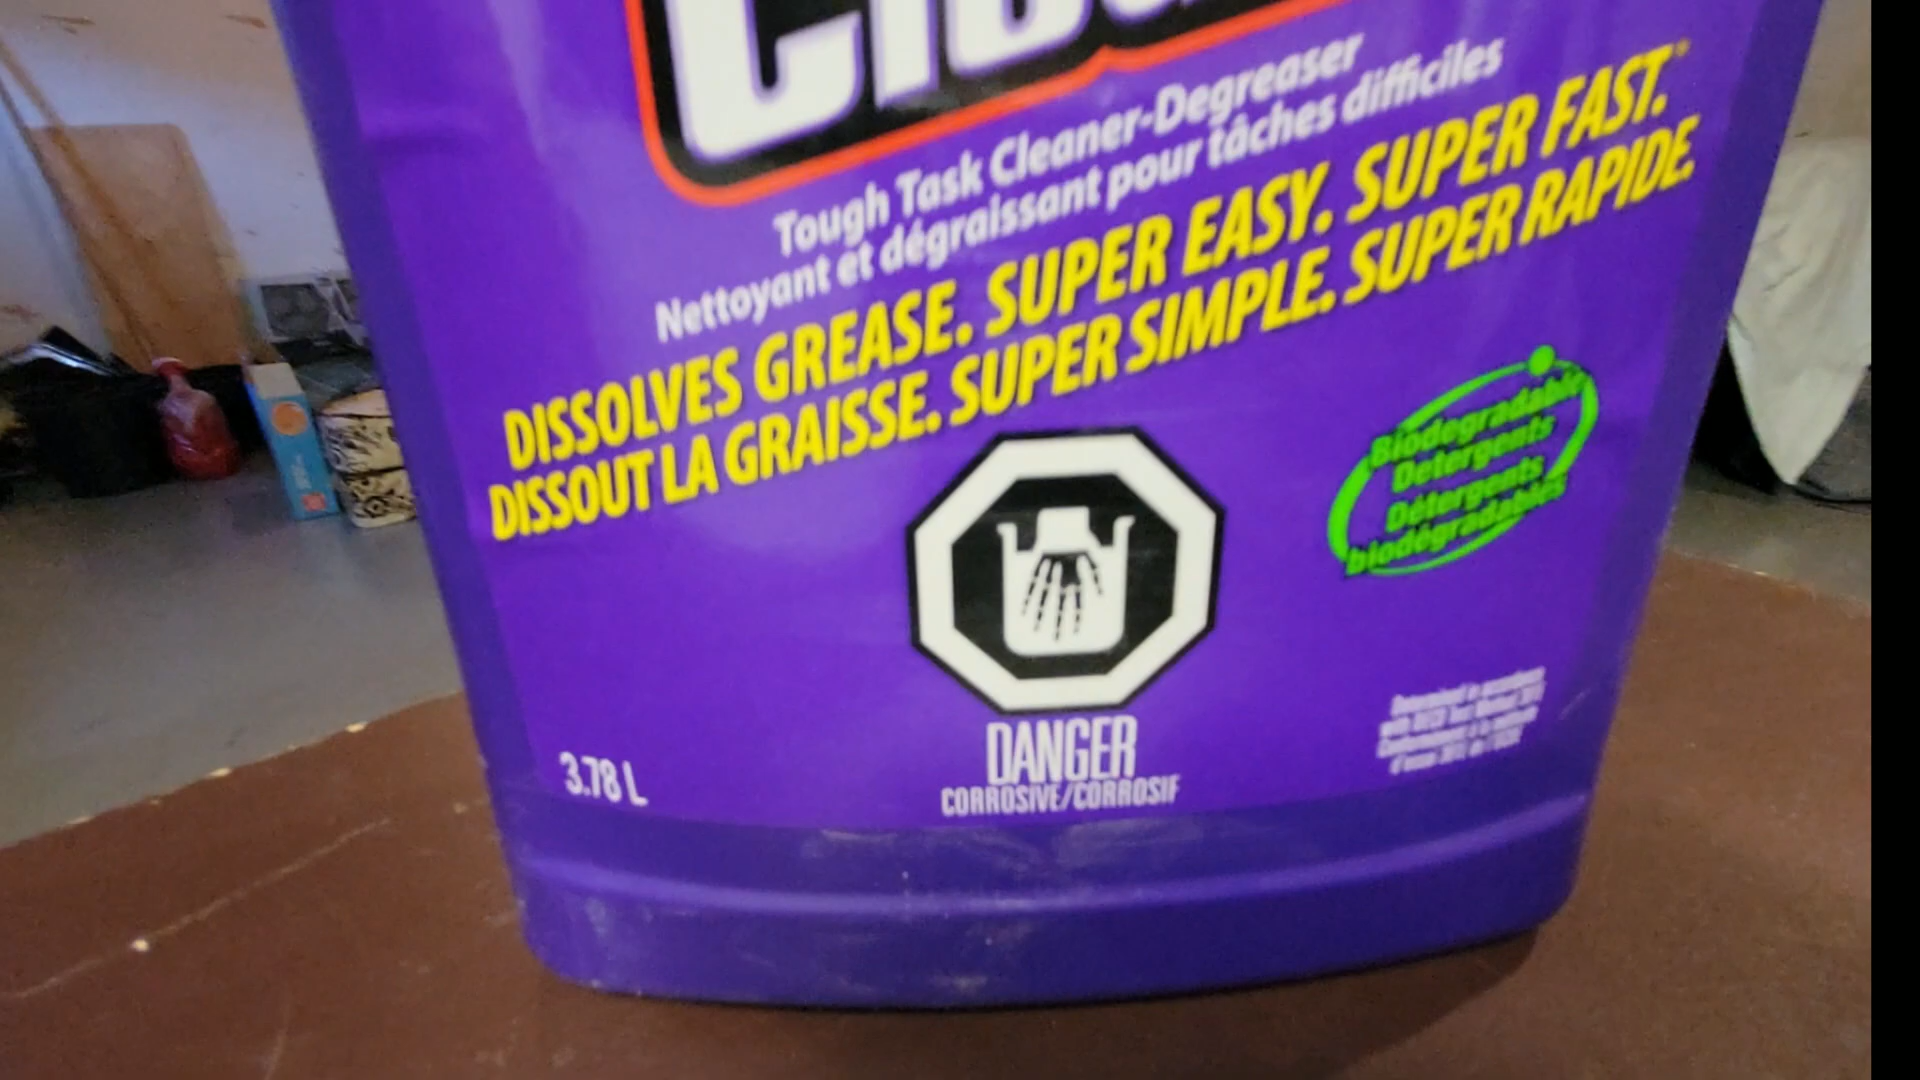 Tough Task Cleaner-Degreaser
Nettoyant et dégraissant pour tâches difficiles
DISSOLVES GREASE. SUPER EASY. SUPER FAST.
DISSOUT LA GRAISSE. SUPER SIMPLE. SUPER RAPIDE.
Biodegradable
Detergents
Détergents
biodégradables
DANGER
CORROSIVE/CORROSIF
3.78 L